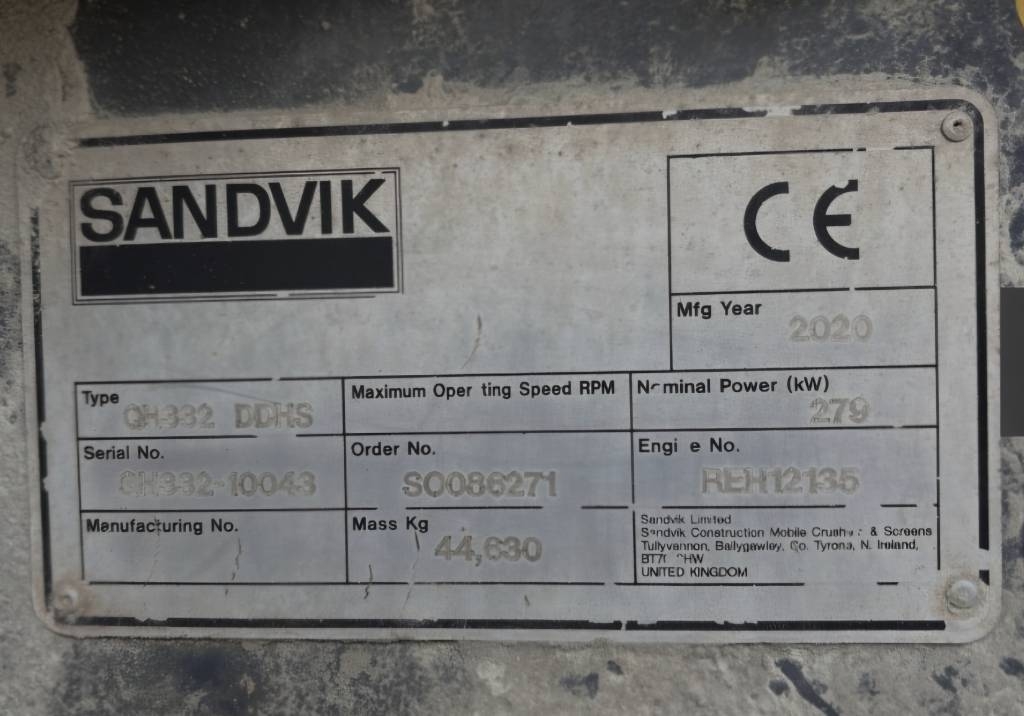 SANDVIK
CE
Mfg Year 2020
Type QH332 DDHS
Maximum Oper ting Speed RPM
Nominal Power (kW) 279
Serial No. QH332-10043
Order No. SO086271
Engi e No. REH12135
Manufacturing No.
Mass Kg 44,630
Sandvik Limited
Sandvik Construction Mobile & Screens
Tullyvannon, Ballygawley, Co. Tyrone, N. Ireland,
UNITED KINGDOM